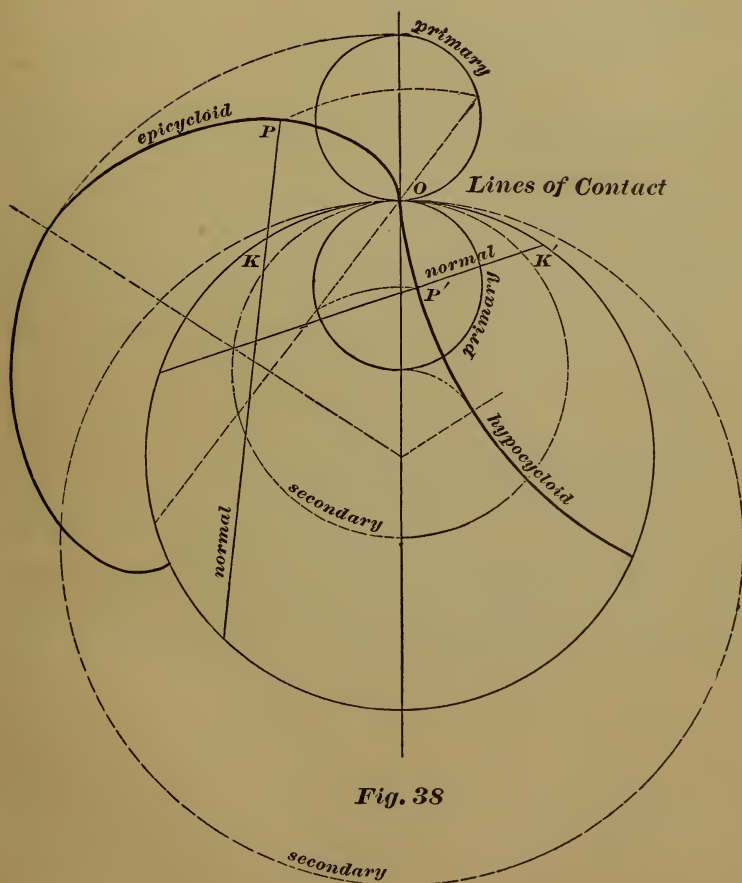 primary
epicycloid
P
O
Lines of Contact
K
normal
K'
P'
primary
hypocycloid
secondary
normal
Fig. 38
secondary